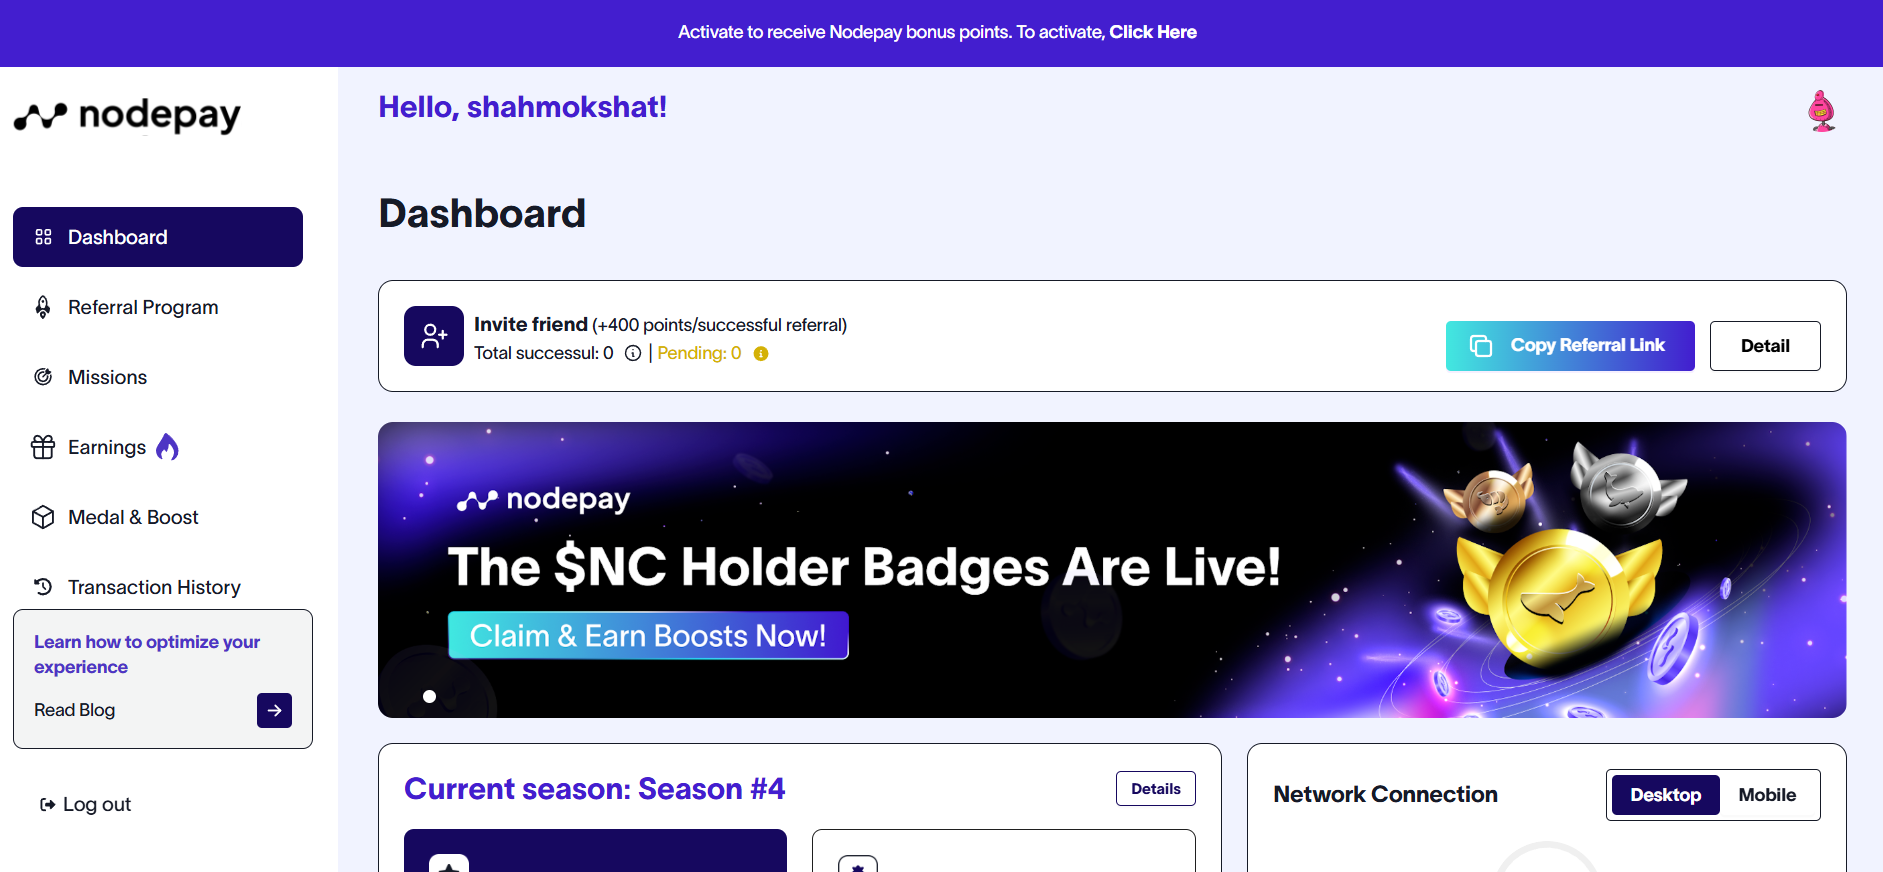 Activate to receive Nodepay bonus points. To activate, Click Here
nodepay
Hello, shahmokshat!
Dashboard
Dashboard
Referral Program
Missions
Earnings
Medal & Boost
Transaction History
Learn how to optimize your
experience
Read Blog
Log out
Invite friend (+400 points/successful referral)
Total successul: 0 | Pending: 0
Copy Referral Link
Detail
nodepay
The $NC Holder Badges Are Live!
Claim & Earn Boosts Now!
Current season: Season #4
Details
Network Connection
Desktop
Mobile